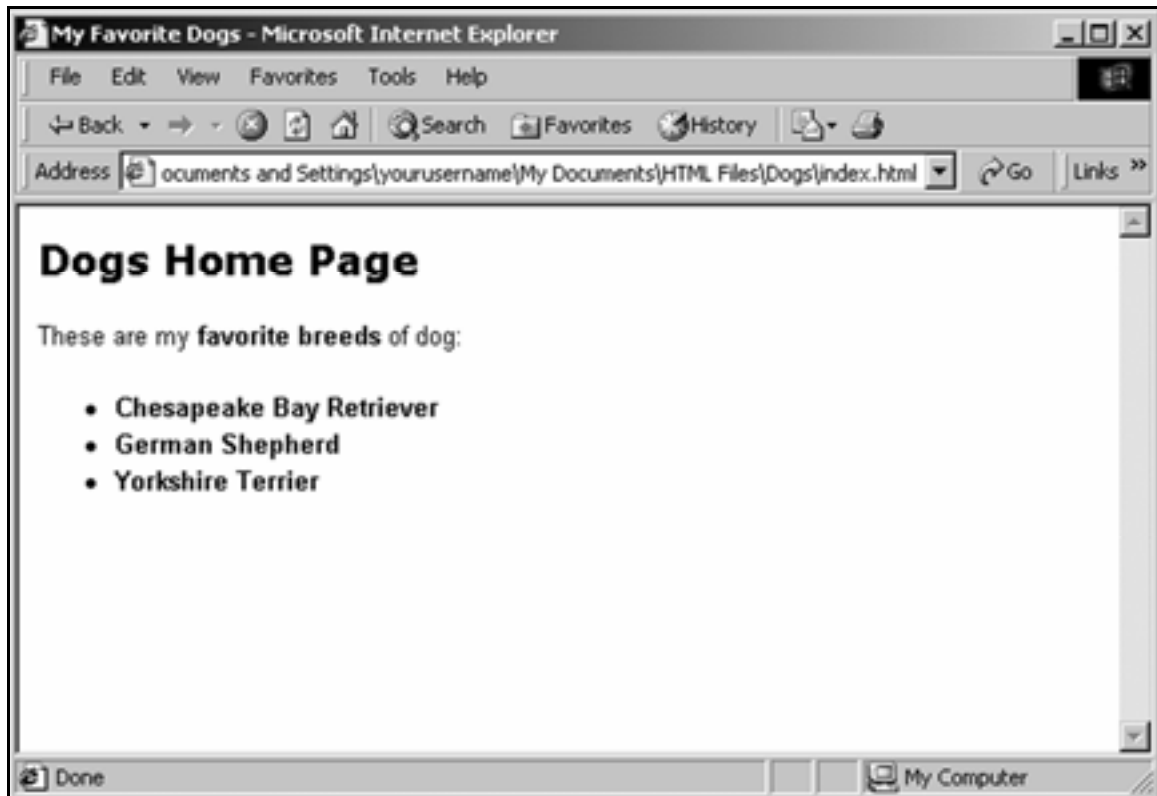 My Favorite Dogs - Microsoft Internet Explorer
File Edit View Favorites Tools Help
Back Search Favorites History
Address ocuments and Settings\yourusername\My Documents\HTML Files\Dogs\index.html Go Links »
Dogs Home Page
These are my favorite breeds of dog:
• Chesapeake Bay Retriever
• German Shepherd
• Yorkshire Terrier
Done My Computer